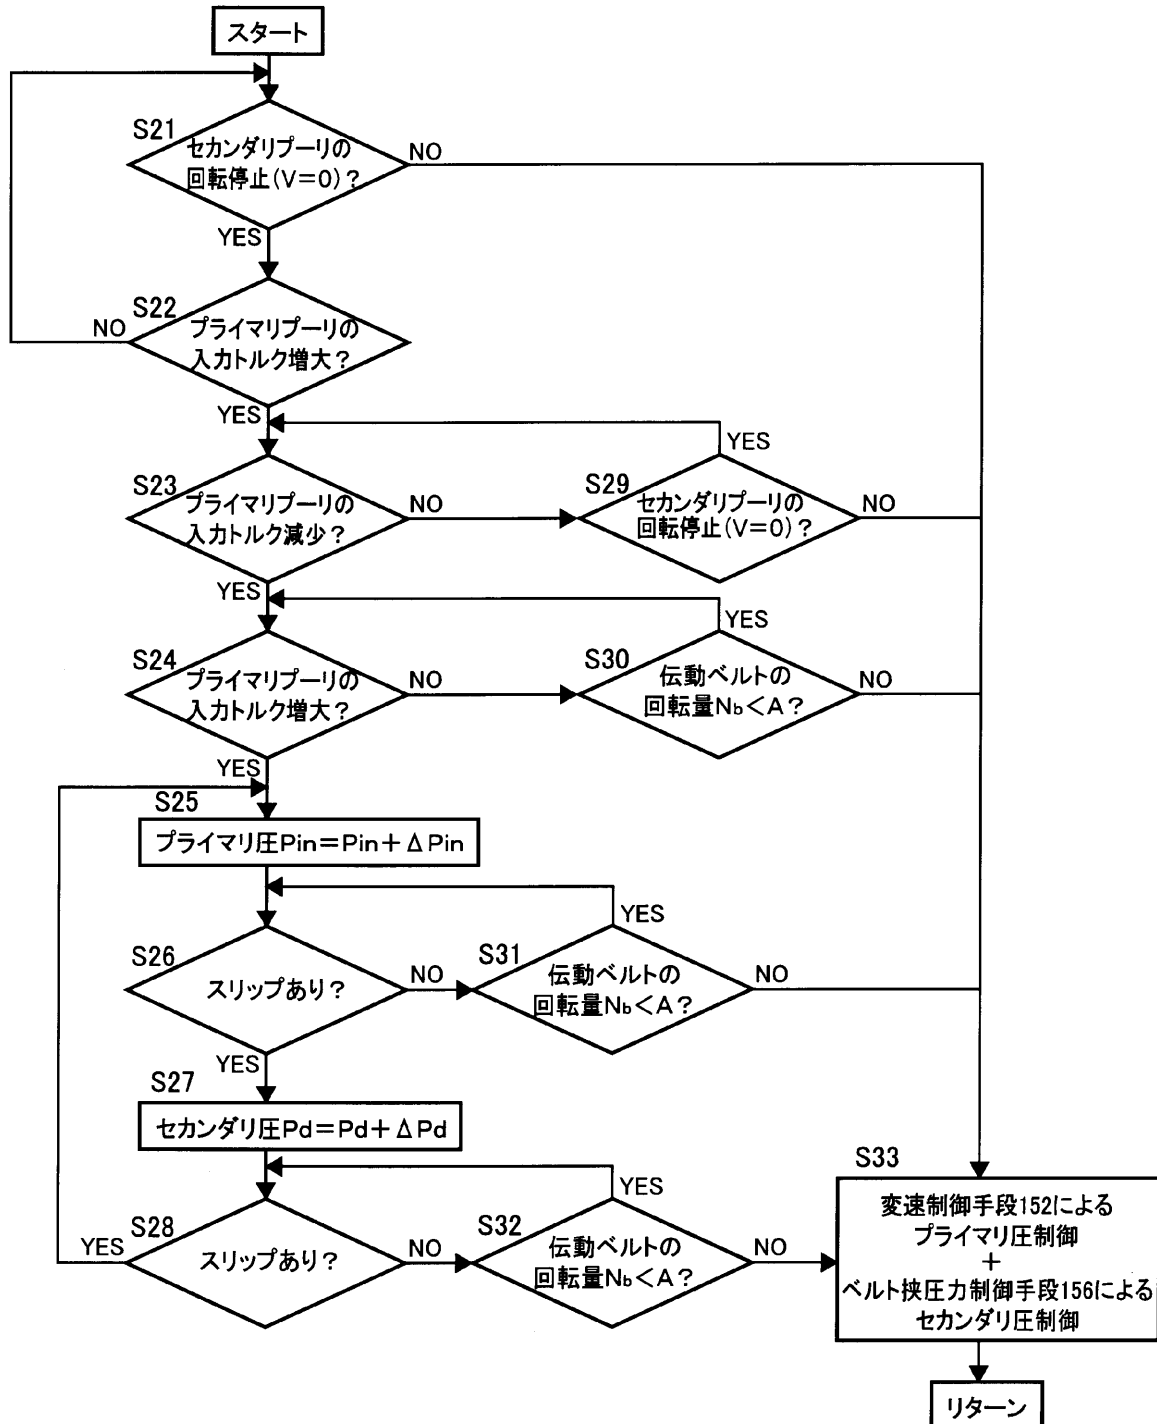 スタート
S21
セカンダリプーリの
回転停止(V=0)?
NO
YES
S22
プライマリプーリの
入力トルク増大?
NO
YES
S23
プライマリプーリの
入力トルク減少?
NO
YES
S29
セカンダリプーリの
回転停止(V=0)?
YES
NO
S24
プライマリプーリの
入力トルク増大?
NO
YES
S30
伝動ベルトの
回転量Nb<A?
YES
NO
S25
プライマリ圧Pin=Pin+ΔPin
S26
スリップあり?
NO
YES
S31
伝動ベルトの
回転量Nb<A?
YES
NO
S27
セカンダリ圧Pd=Pd+ΔPd
S28
スリップあり?
YES
NO
S32
伝動ベルトの
回転量Nb<A?
YES
NO
S33
変速制御手段152による
プライマリ圧制御
+
ベルト挟圧力制御手段156による
セカンダリ圧制御
リターン